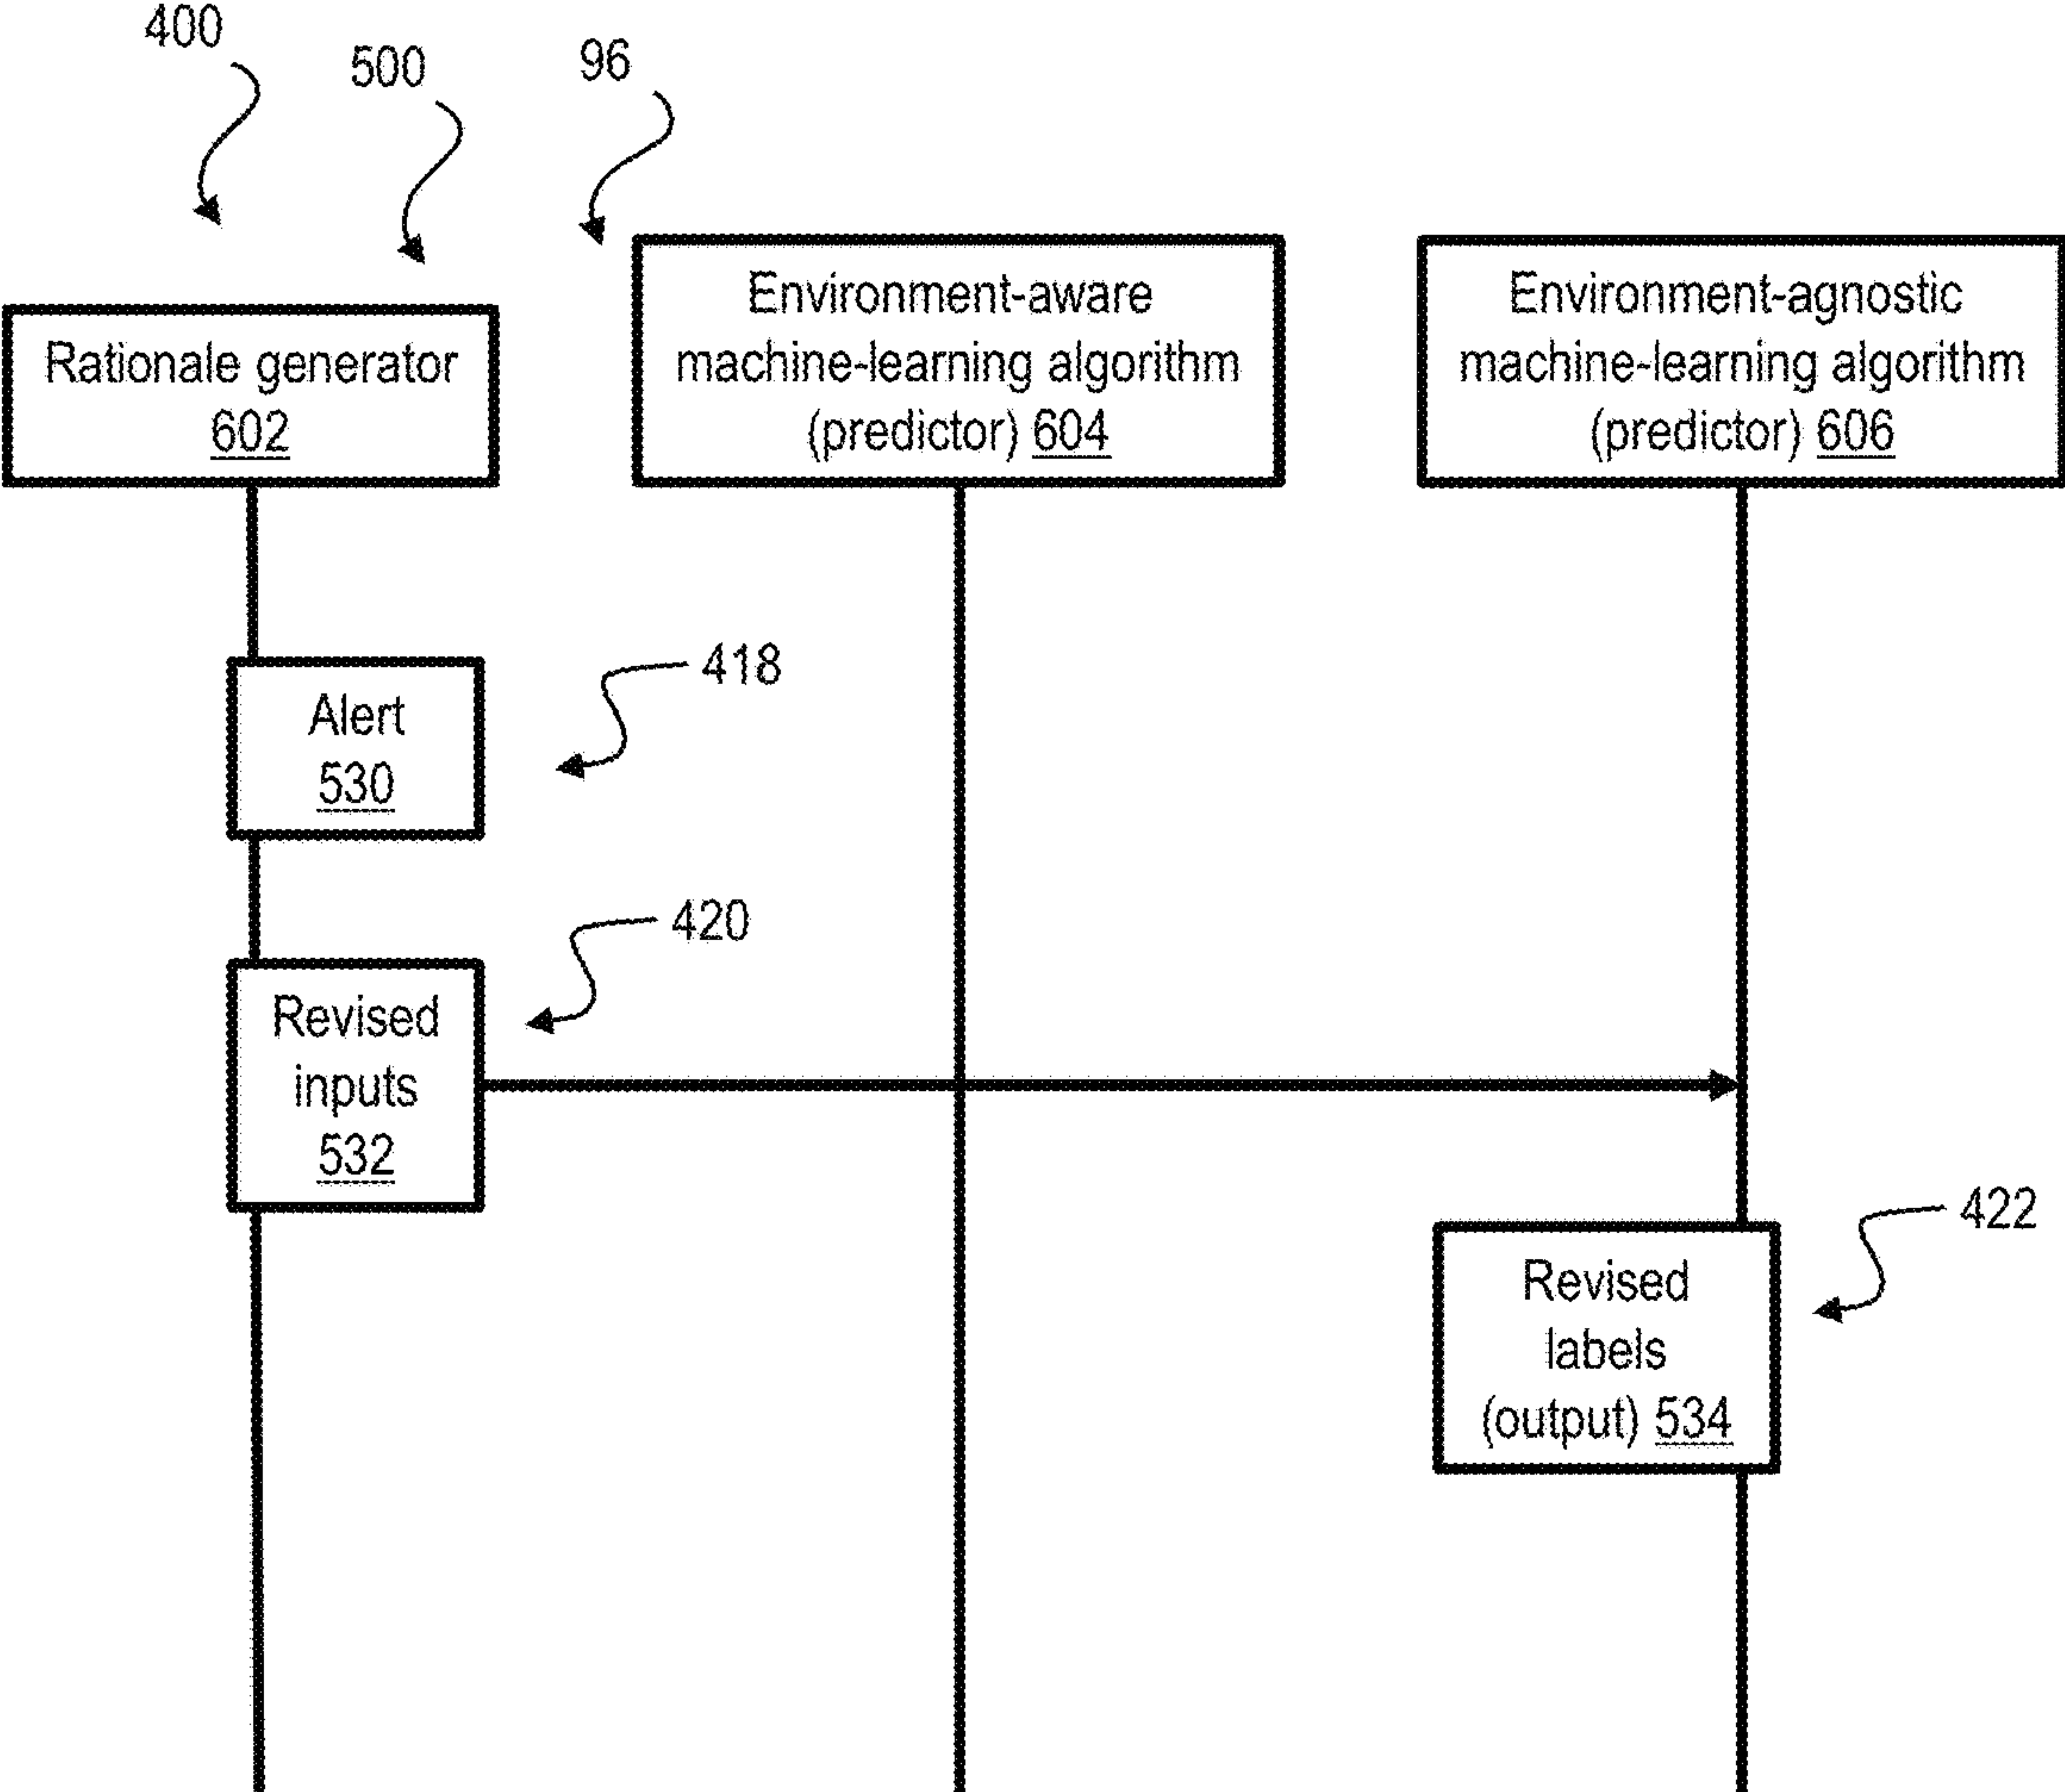 400
500
96
Rationale generator
602
Environment-aware
machine-learning algorithm
(predictor) 604
Environment-agnostic
machine-learning algorithm
(predictor) 606
Alert
530
418
Revised
inputs
532
420
Revised
labels
(output) 534
422